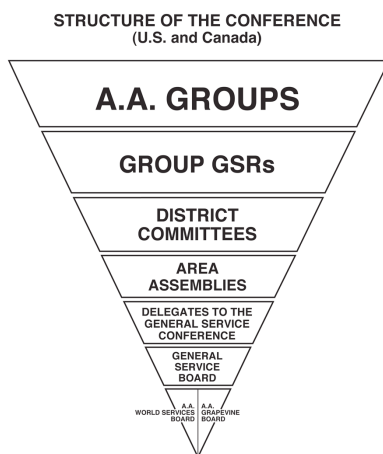 STRUCTURE OF THE CONFERENCE
(U.S. and Canada)
A.A. GROUPS
GROUP GSRs
DISTRICT
COMMITTEES
AREA
ASSEMBLIES
DELEGATES TO THE
GENERAL SERVICE
CONFERENCE
GENERAL
SERVICE
BOARD
A.A.
WORLD SERVICES
BOARD
A.A.
GRAPEVINE
BOARD